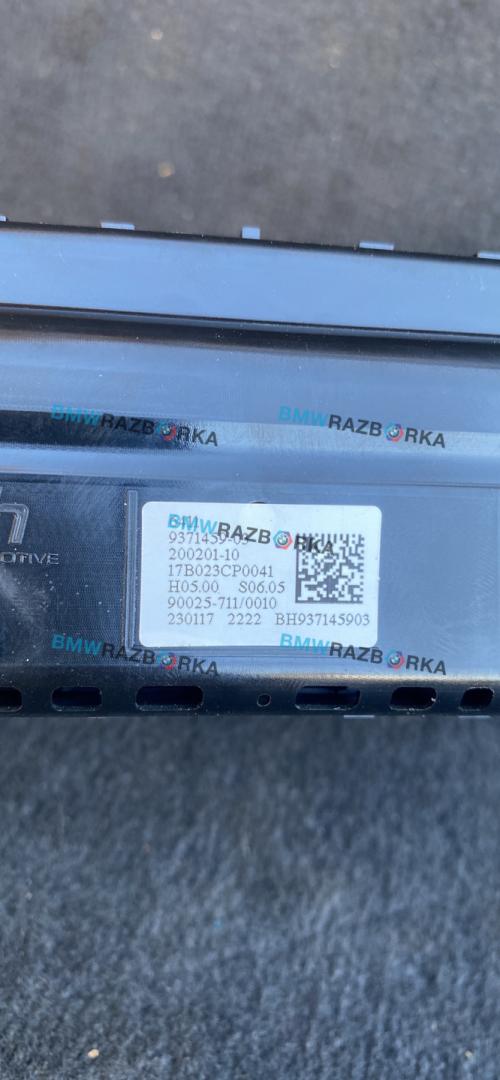 BMWRAZBORKA BMWRAZBORKA
h
OTIVE
BMWRAZBORKA
9371459-03
200201-10
17B023CP0041
H05.00 S06.05
90025-711/0010
230117 2222 BH937145903
BMWRAZBORKA BMWRAZBORKA